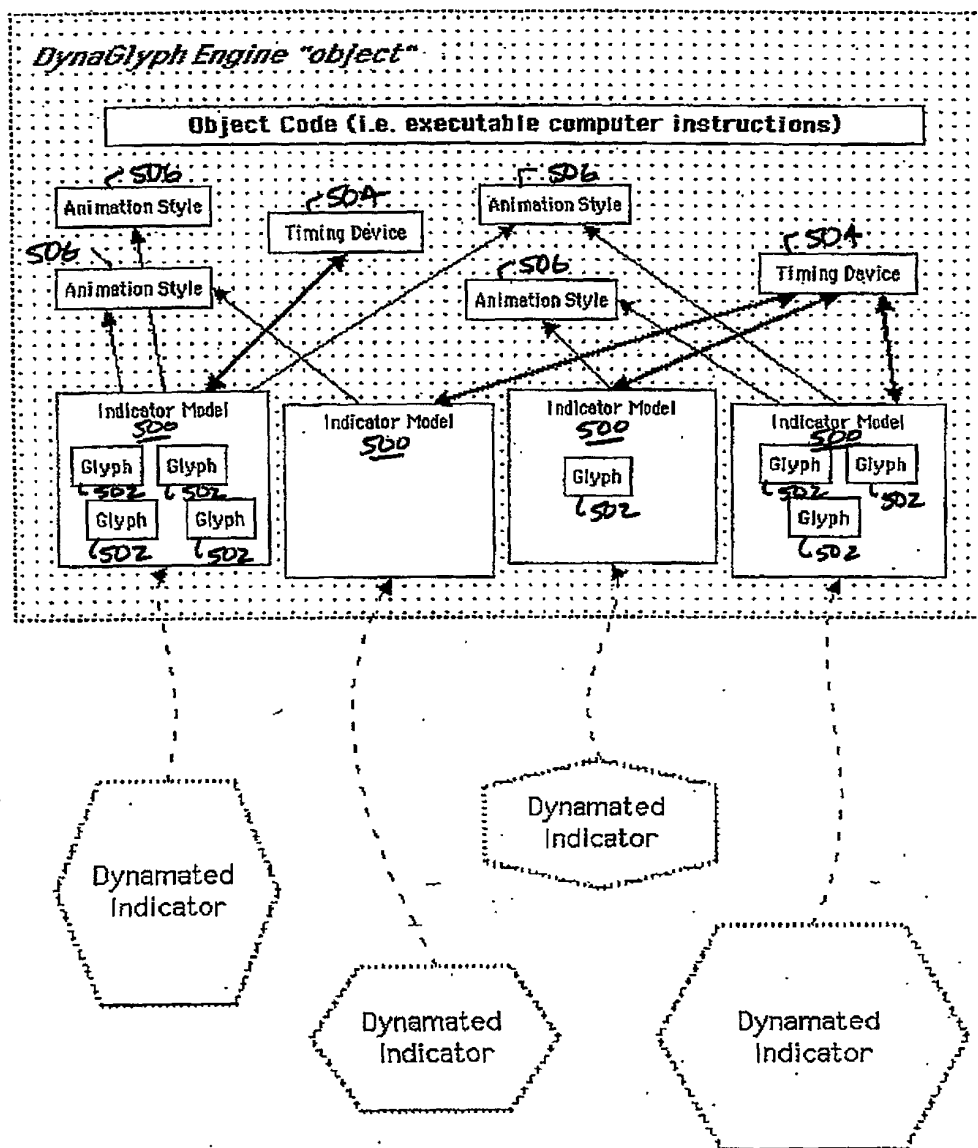 DynaGlyph Engine "object"
Object Code (i.e. executable computer instructions)
506
Animation Style
504
Timing Device
506
Animation Style
506
Animation Style
506
Animation Style
504
Timing Device
Indicator Model
500
Glyph
502
Glyph
502
Glyph
502
Glyph
502
Indicator Model
500
Indicator Model
500
Glyph
502
Indicator Model
500
Glyph
502
Glyph
502
Glyph
502
Dynamated
Indicator
Dynamated
Indicator
Dynamated
Indicator
Dynamated
Indicator